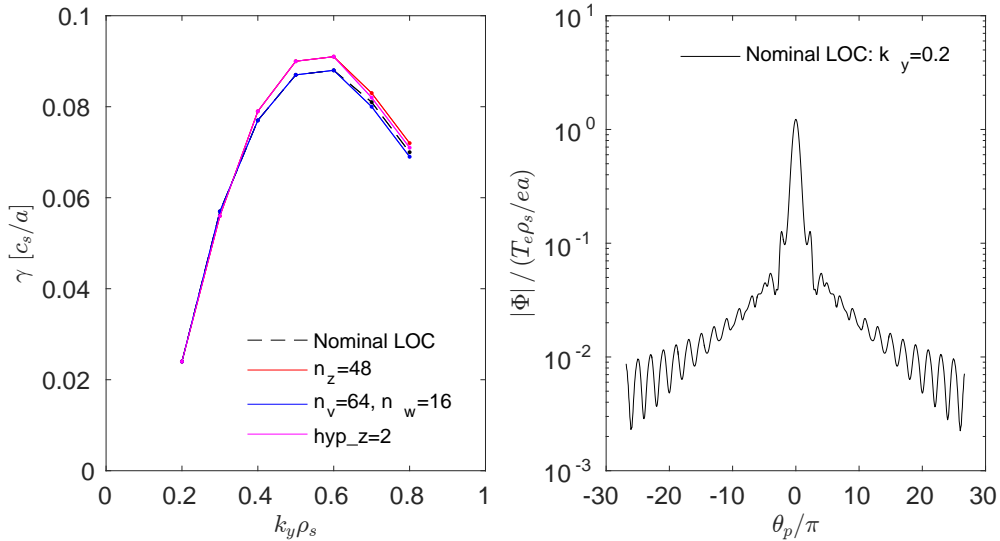 0.1
0.08
0.06
0.04
0.02
0
γ [c_s/a]
Nominal LOC
n_z=48
n_v=64, n_w=16
hyp_z=2
0 0.2 0.4 0.6 0.8 1
k_yρ_s
Nominal LOC: k_y=0.2
10^1
10^0
10^-1
10^-2
10^-3
|Φ| / (T_eρ_s/ea)
-30 -20 -10 0 10 20 30
θ_p/π